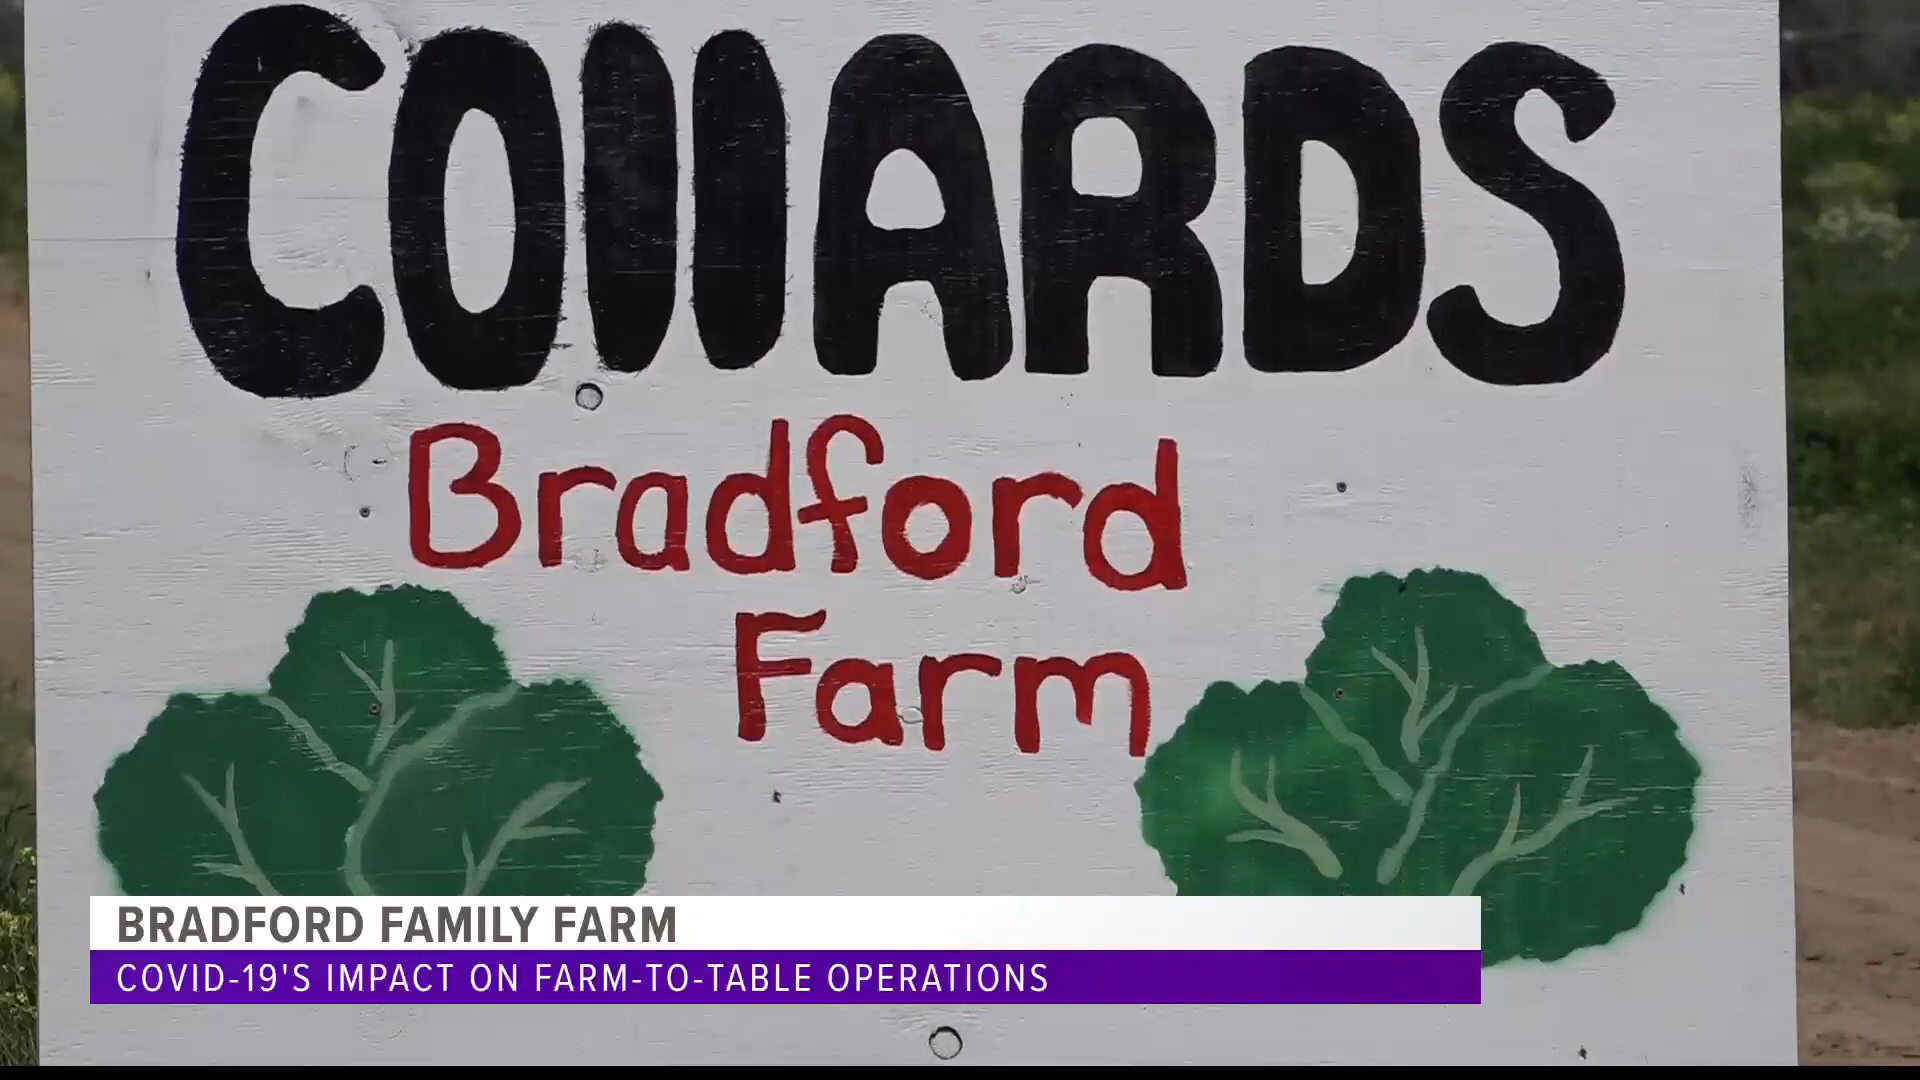 CollARDS
Bradford
Farm
BRADFORD FAMILY FARM
COVID-19'S IMPACT ON FARM-TO-TABLE OPERATIONS